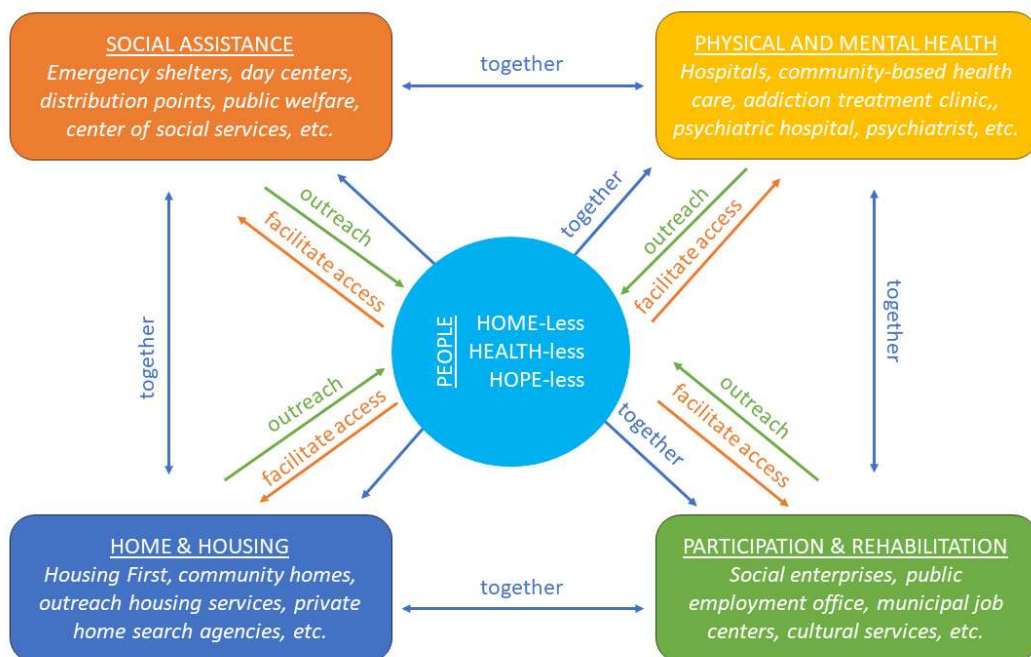 SOCIAL ASSISTANCE
Emergency shelters, day centers,
distribution points, public welfare,
center of social services, etc.
together
PHYSICAL AND MENTAL HEALTH
Hospitals, community-based health
care, addiction treatment clinic,,
psychiatric hospital, psychiatrist, etc.
outreach
facilitate access
together
outreach
facilitate access
together
together
PEOPLE
HOME-Less
HEALTH-less
HOPE-less
outreach
facilitate access
together
outreach
facilitate access
HOME & HOUSING
Housing First, community homes,
outreach housing services, private
home search agencies, etc.
together
PARTICIPATION & REHABILITATION
Social enterprises, public
employment office, municipal job
centers, cultural services, etc.